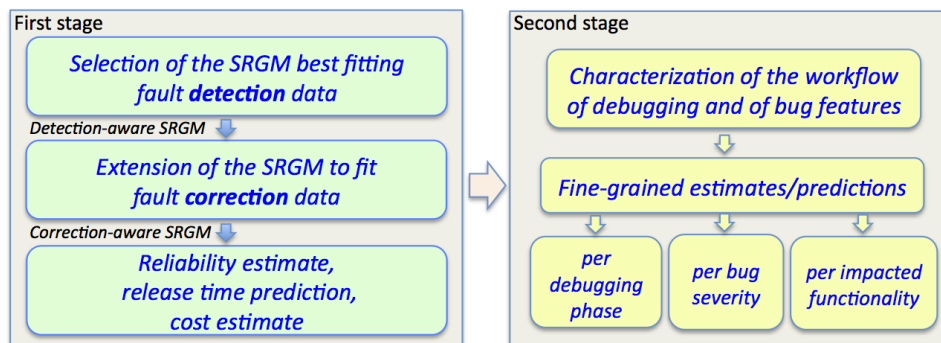 First stage
Selection of the SRGM best fitting
fault detection data
Detection-aware SRGM
Extension of the SRGM to fit
fault correction data
Correction-aware SRGM
Reliability estimate,
release time prediction,
cost estimate
Second stage
Characterization of the workflow
of debugging and of bug features
Fine-grained estimates/predictions
per
debugging
phase
per bug
severity
per impacted
functionality